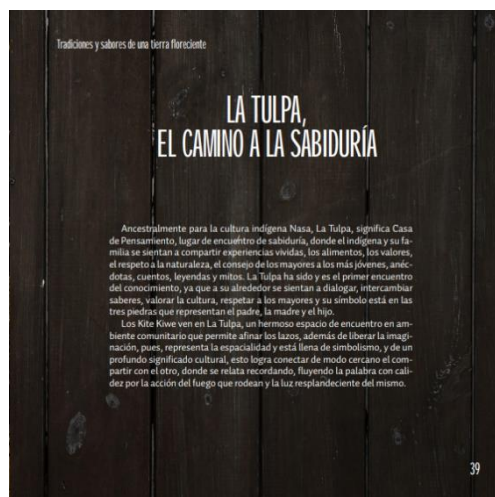 Tradiciones y sabores de una tierra floreciente
LA TULPA,
EL CAMINO A LA SABIDURÍA
Ancestralmente para la cultura indígena Nasa, La Tulpa, significa Casa
de Pensamiento, lugar de encuentro de sabiduría, donde el indígena y su fa-
milia se sientan a compartir experiencias vividas, los alimentos, los valores,
el respeto a la naturaleza, el consejo de los mayores a los más jóvenes, anéc-
dotas, cuentos, leyendas y mitos. La Tulpa ha sido y es el primer encuentro
del conocimiento, ya que a su alrededor se sientan a dialogar, intercambiar
saberes, valorar la cultura, respetar a los mayores y su símbolo está en las
tres piedras que representan el padre, la madre y el hijo.
Los Kite Kiwe ven en La Tulpa, un hermoso espacio de encuentro en am-
biente comunitario que permite afinar los lazos, además de liberar la imagi-
nación, pues, representa la espacialidad y está llena de simbolismo, y de un
profundo significado cultural, esto logra conectar de modo cercano el com-
partir con el otro, donde se relata recordando, fluyendo la palabra con cali-
dez por la acción del fuego que rodean y la luz resplandeciente del mismo.
39